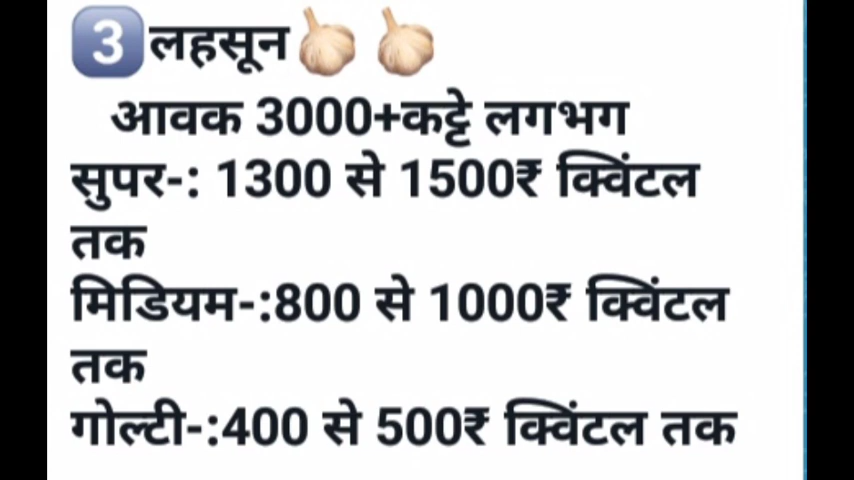 3️⃣लहसून🧄 🧄
आवक 3000+कट्टे लगभग
सुपर-: 1300 से 1500₹ क्विंटल
तक
मिडियम-:800 से 1000₹ क्विंटल
तक
गोल्टी-:400 से 500₹ क्विंटल तक